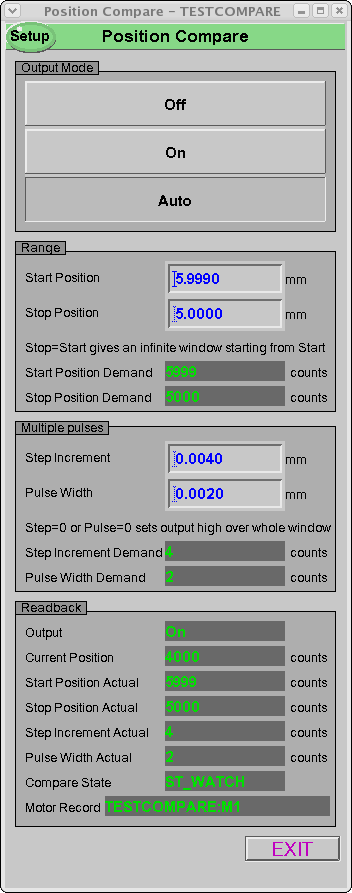 Position Compare - TESTCOMPARE
Setup Position Compare
Output Mode
Off
On
Auto
Range
Start Position 5.9990 mm
Stop Position 5.0000 mm
Stop=Start gives an infinite window starting from Start
Start Position Demand 5999 counts
Stop Position Demand 5000 counts
Multiple pulses
Step Increment 0.0040 mm
Pulse Width 0.0020 mm
Step=0 or Pulse=0 sets output high over whole window
Step Increment Demand 4 counts
Pulse Width Demand 2 counts
Readback
Output On
Current Position 4000 counts
Start Position Actual 5999 counts
Stop Position Actual 5000 counts
Step Increment Actual 4 counts
Pulse Width Actual 2 counts
Compare State ST_WATCH
Motor Record TESTCOMPARE:M1
EXIT